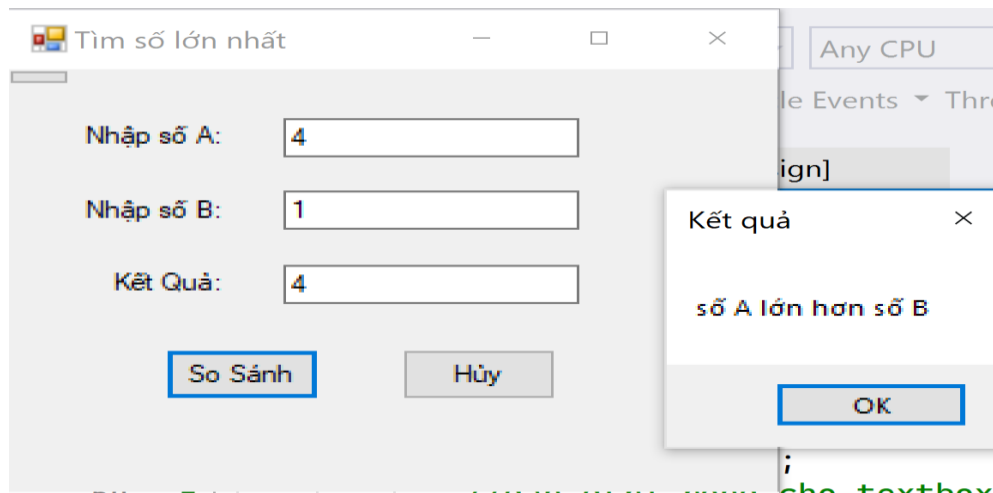 Tìm số lớn nhất
Any CPU
le Events
Nhập số A: 4
ign]
Nhập số B: 1
Kết quả
Kết Quả: 4
số A lớn hơn số B
So Sánh
Hủy
OK
;
cho textbox